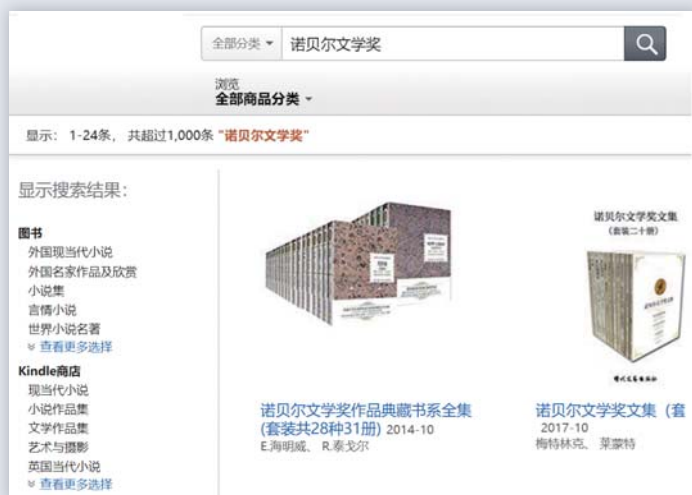 全部分类
诺贝尔文学奖
浏览
全部商品分类
显示： 1-24条， 共超过1,000条 "诺贝尔文学奖"
显示搜索结果：
图书
外国现当代小说
外国名家作品及欣赏
小说集
言情小说
世界小说名著
查看更多选择
Kindle商店
现当代小说
小说作品集
文学作品集
艺术与摄影
英国当代小说
查看更多选择
诺贝尔文学奖作品典藏书系全集
(套装共28种31册) 2014-10
E.海明威、 R.泰戈尔
诺贝尔文学奖文集
(套装二十册)
诺贝尔文学奖文集（套
2017-10
梅特林克、 莱蒙特